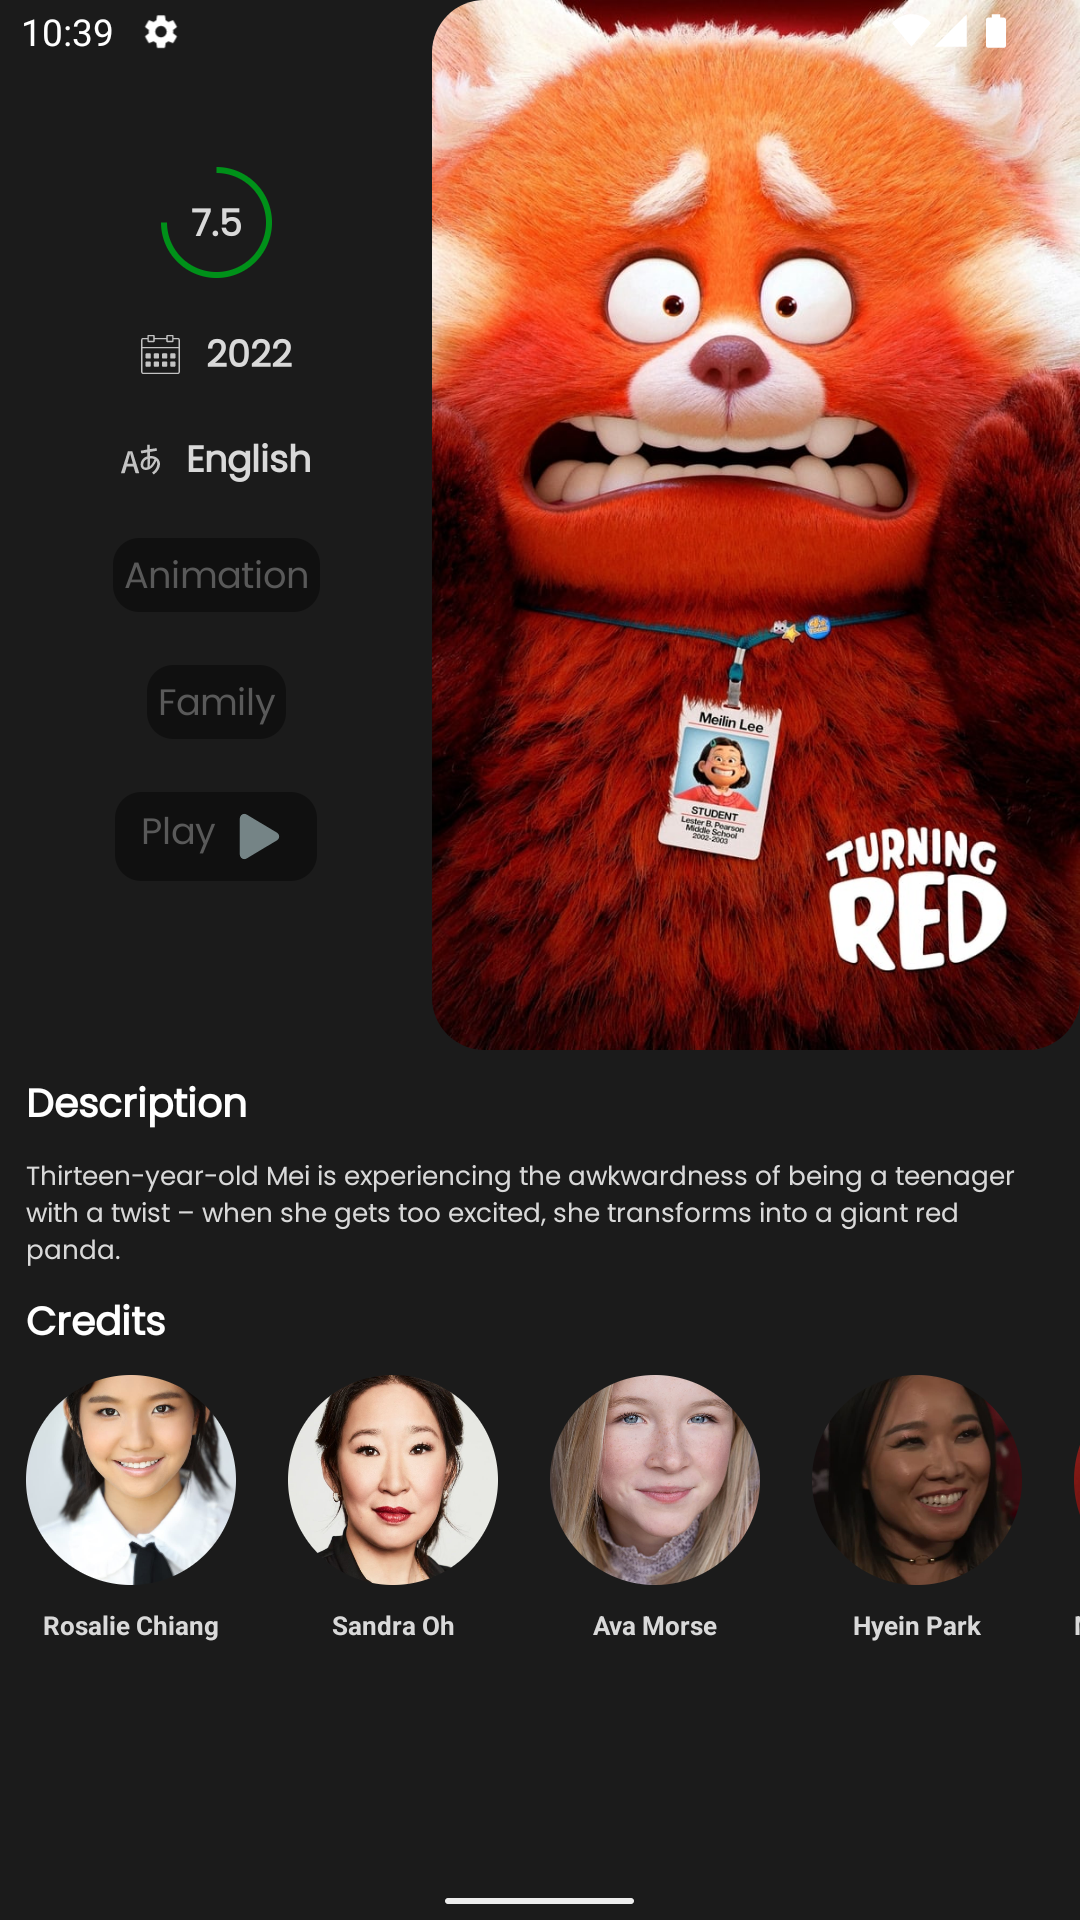 10:39
7.5
2022
Aあ English
Animation
Family
Play
Meilin Lee
STUDENT
Lester B. Pearson
Middle School
2002-2003
TURNING
RED
Description
Thirteen-year-old Mei is experiencing the awkwardness of being a teenager
with a twist – when she gets too excited, she transforms into a giant red
panda.
Credits
Rosalie Chiang
Sandra Oh
Ava Morse
Hyein Park